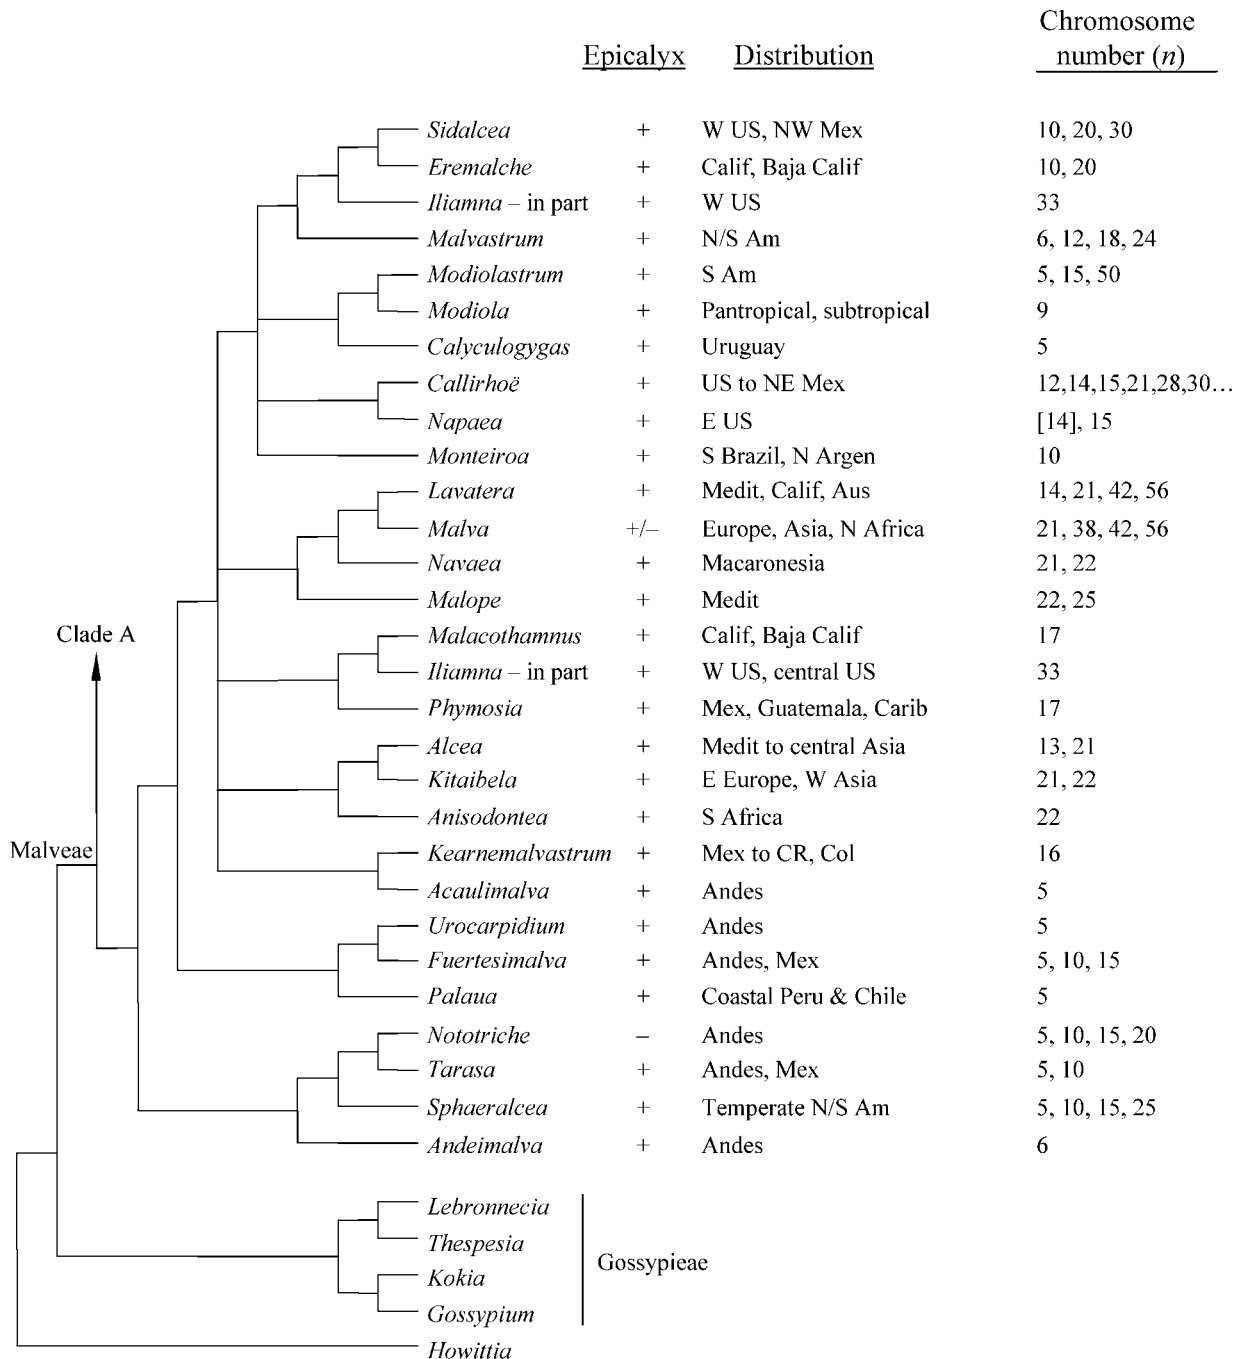 Chromosome
Epicalyx Distribution number (n)
Sidalcea + W US, NW Mex 10, 20, 30
Eremalche + Calif, Baja Calif 10, 20
Iliamna – in part + W US 33
Malvastrum + N/S Am 6, 12, 18, 24
Modiolastrum + S Am 5, 15, 50
Modiola + Pantropical, subtropical 9
Calyculogygas + Uruguay 5
Callirhoë + US to NE Mex 12,14,15,21,28,30…
Napaea + E US [14], 15
Monteiroa + S Brazil, N Argen 10
Lavatera + Medit, Calif, Aus 14, 21, 42, 56
Malva +/– Europe, Asia, N Africa 21, 38, 42, 56
Navaea + Macaronesia 21, 22
Malope + Medit 22, 25
Clade A Malacothamnus + Calif, Baja Calif 17
Iliamna – in part + W US, central US 33
Phymosia + Mex, Guatemala, Carib 17
Alcea + Medit to central Asia 13, 21
Kitaibela + E Europe, W Asia 21, 22
Anisodontea + S Africa 22
Malveae Kearnemalvastrum + Mex to CR, Col 16
Acaulimalva + Andes 5
Urocarpidium + Andes 5
Fuertesimalva + Andes, Mex 5, 10, 15
Palaua + Coastal Peru & Chile 5
Nototriche – Andes 5, 10, 15, 20
Tarasa + Andes, Mex 5, 10
Sphaeralcea + Temperate N/S Am 5, 10, 15, 25
Andeimalva + Andes 6
Lebronnecia
Thespesia
Gossypieae
Kokia
Gossypium
Howittia